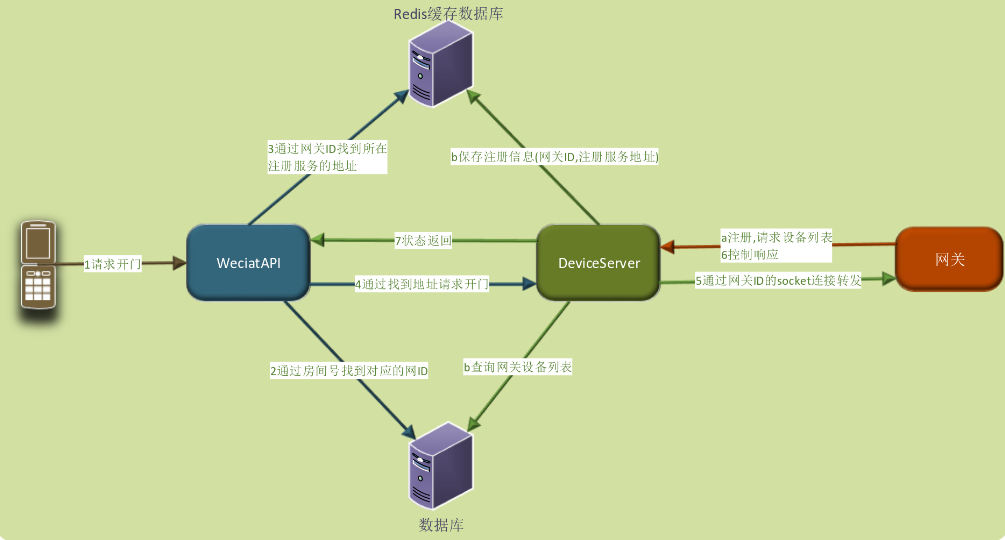 Redis缓存数据库
3通过网关ID找到所在
注册服务的地址
b保存注册信息(网关ID,注册服务地址)
1请求开门
WeciatAPI
7状态返回
4通过找到地址请求开门
DeviceServer
a注册,请求设备列表
6控制响应
5通过网关ID的socket连接转发
网关
2通过房间号找到对应的网ID
b查询网关设备列表
数据库